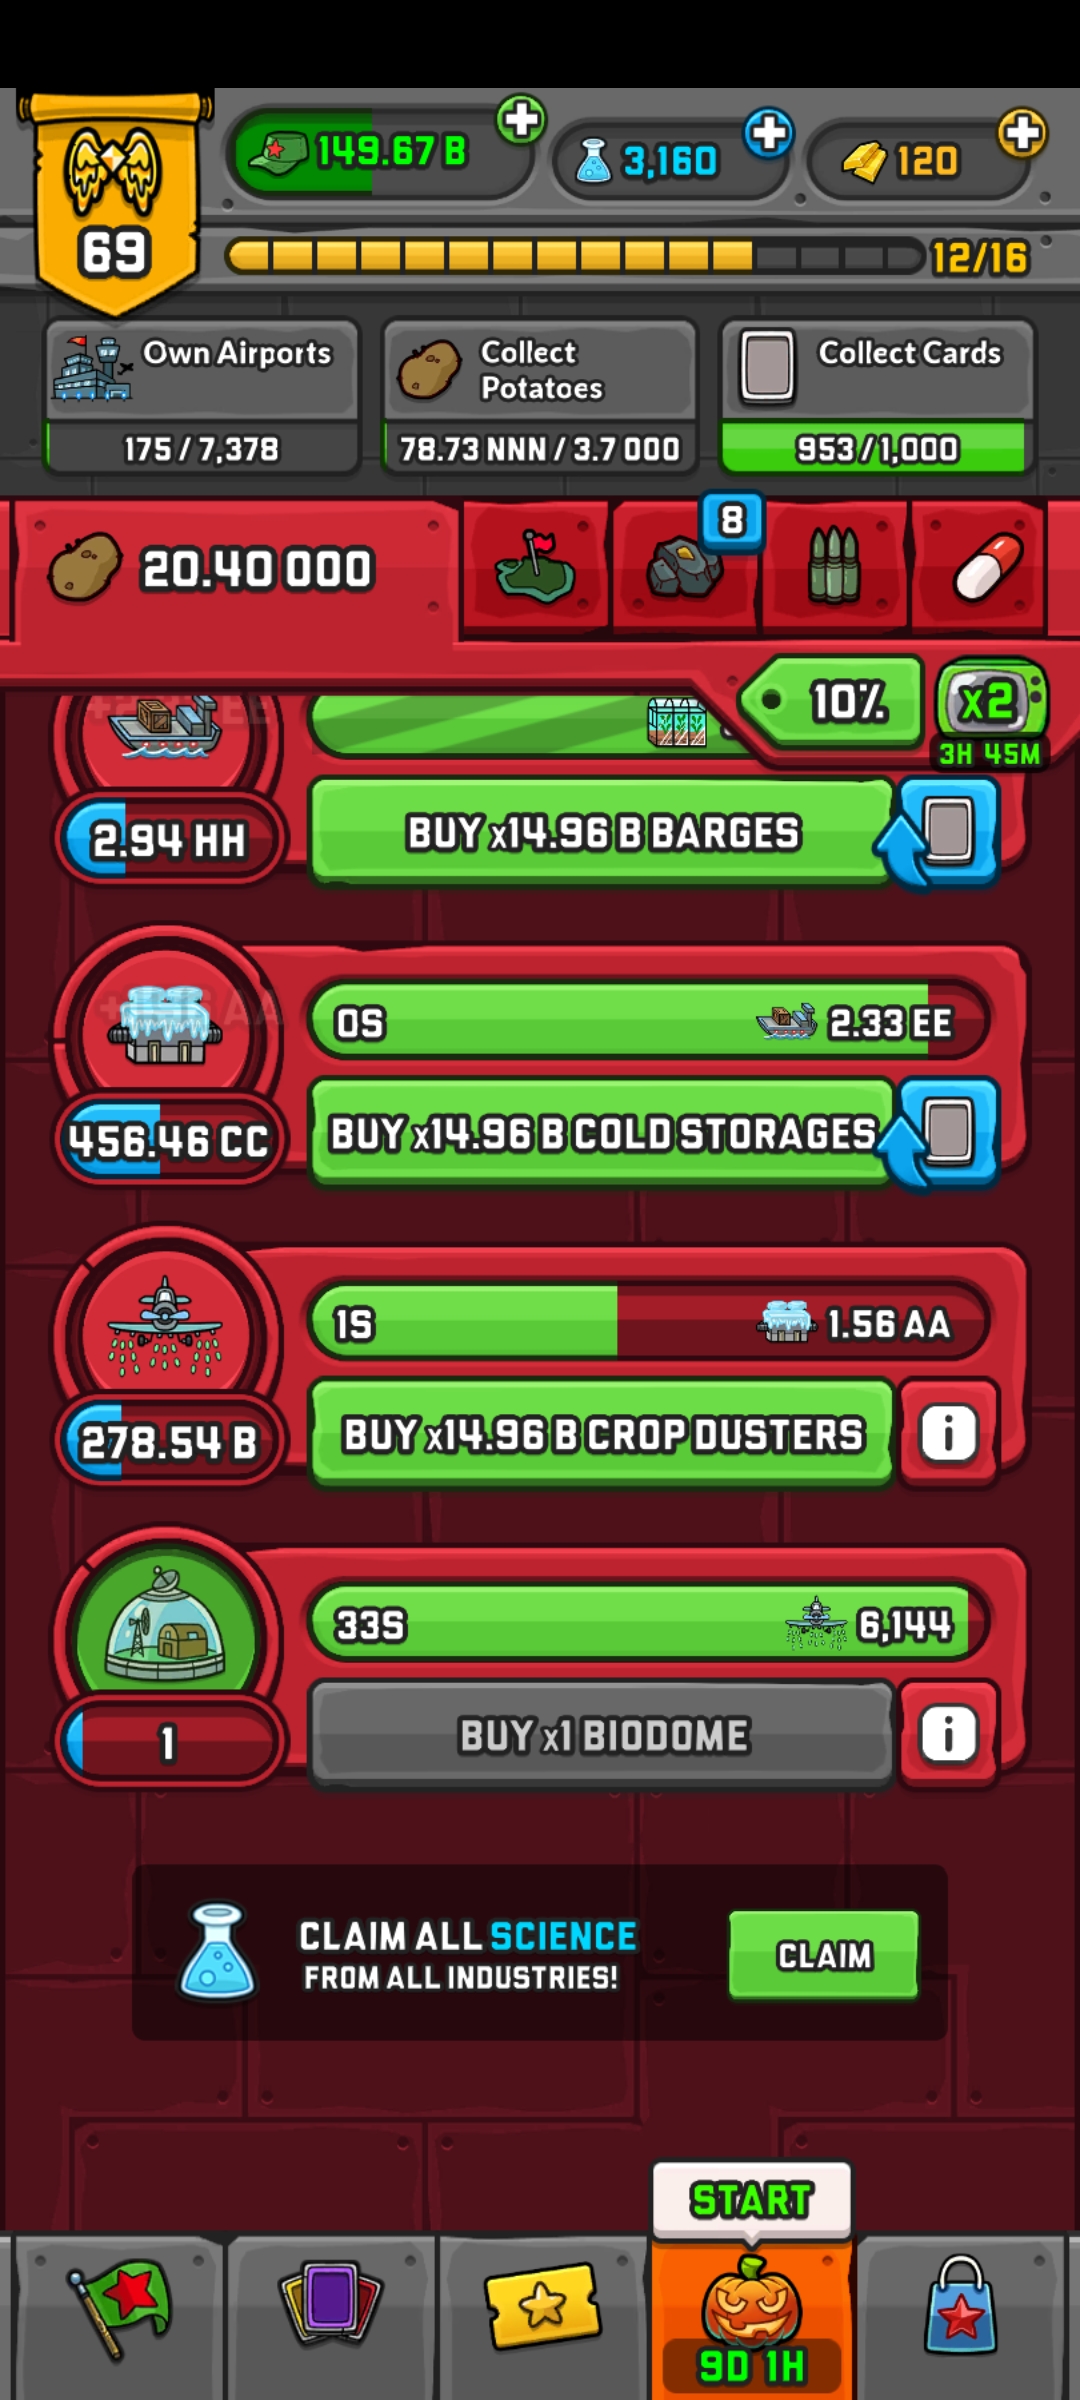 149.67 B
3,160
120
69
12/16
Own Airports
175 / 7,378
Collect
Potatoes
78.73 NNN / 3.7 OOO
Collect Cards
953/1,000
20.40 OOO
8
10%
x2
3H 45M
2.94 HH
BUY x14.96 B BARGES
0S
2.33 EE
456.46 CC
BUY x14.96 B COLD STORAGES
1S
1.56 AA
278.54 B
BUY x14.96 B CROP DUSTERS
i
33S
6,144
1
BUY x1 BIODOME
i
CLAIM ALL SCIENCE
FROM ALL INDUSTRIES!
CLAIM
START
9D 1H